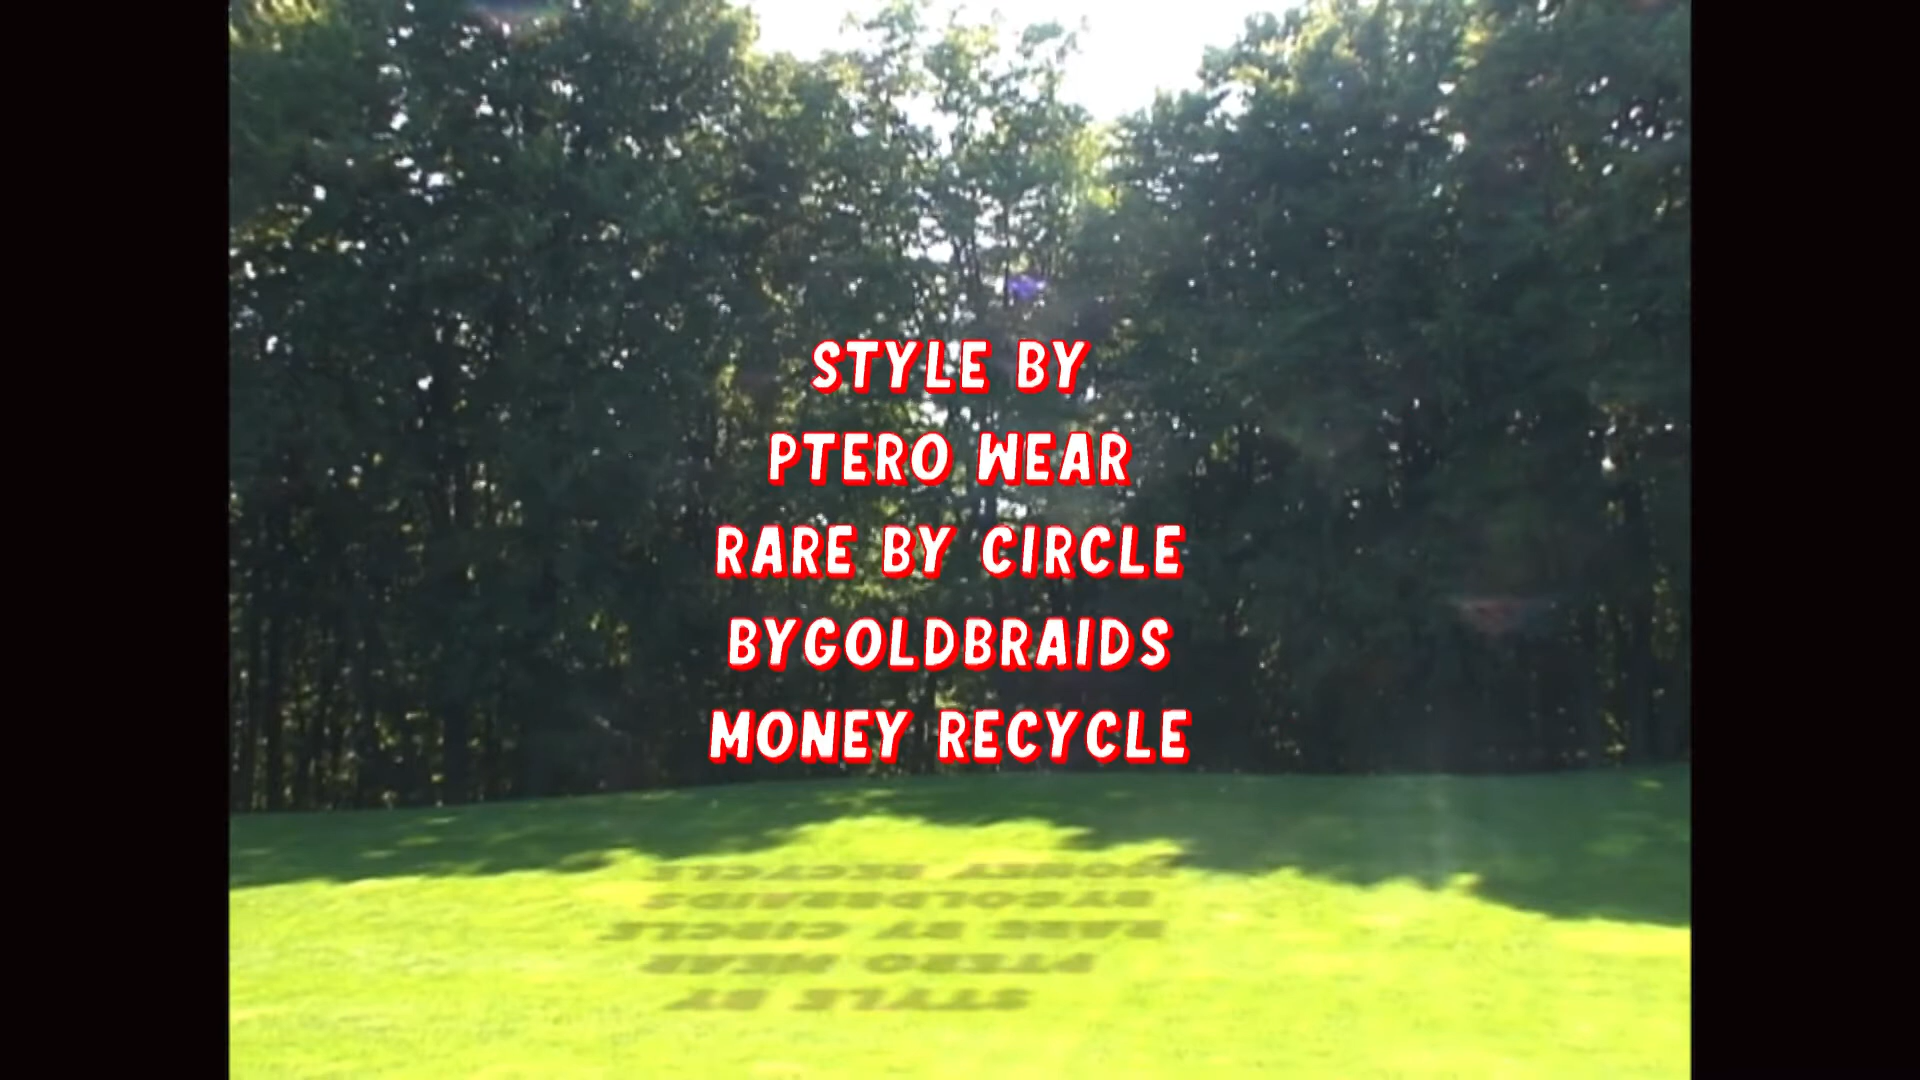 STYLE BY
PTERO WEAR
RARE BY CIRCLE
BYGOLDBRAIDS
MONEY RECYCLE